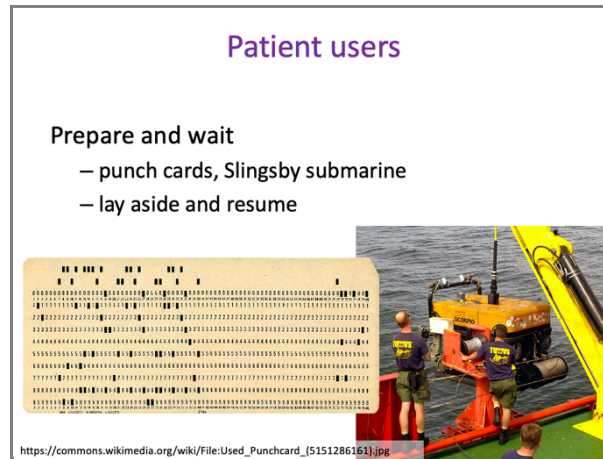 Patient users
Prepare and wait
– punch cards, Slingsby submarine
– lay aside and resume
SCORPIO
https://commons.wikimedia.org/wiki/File:Used_Punchcard_(5151286161).jpg